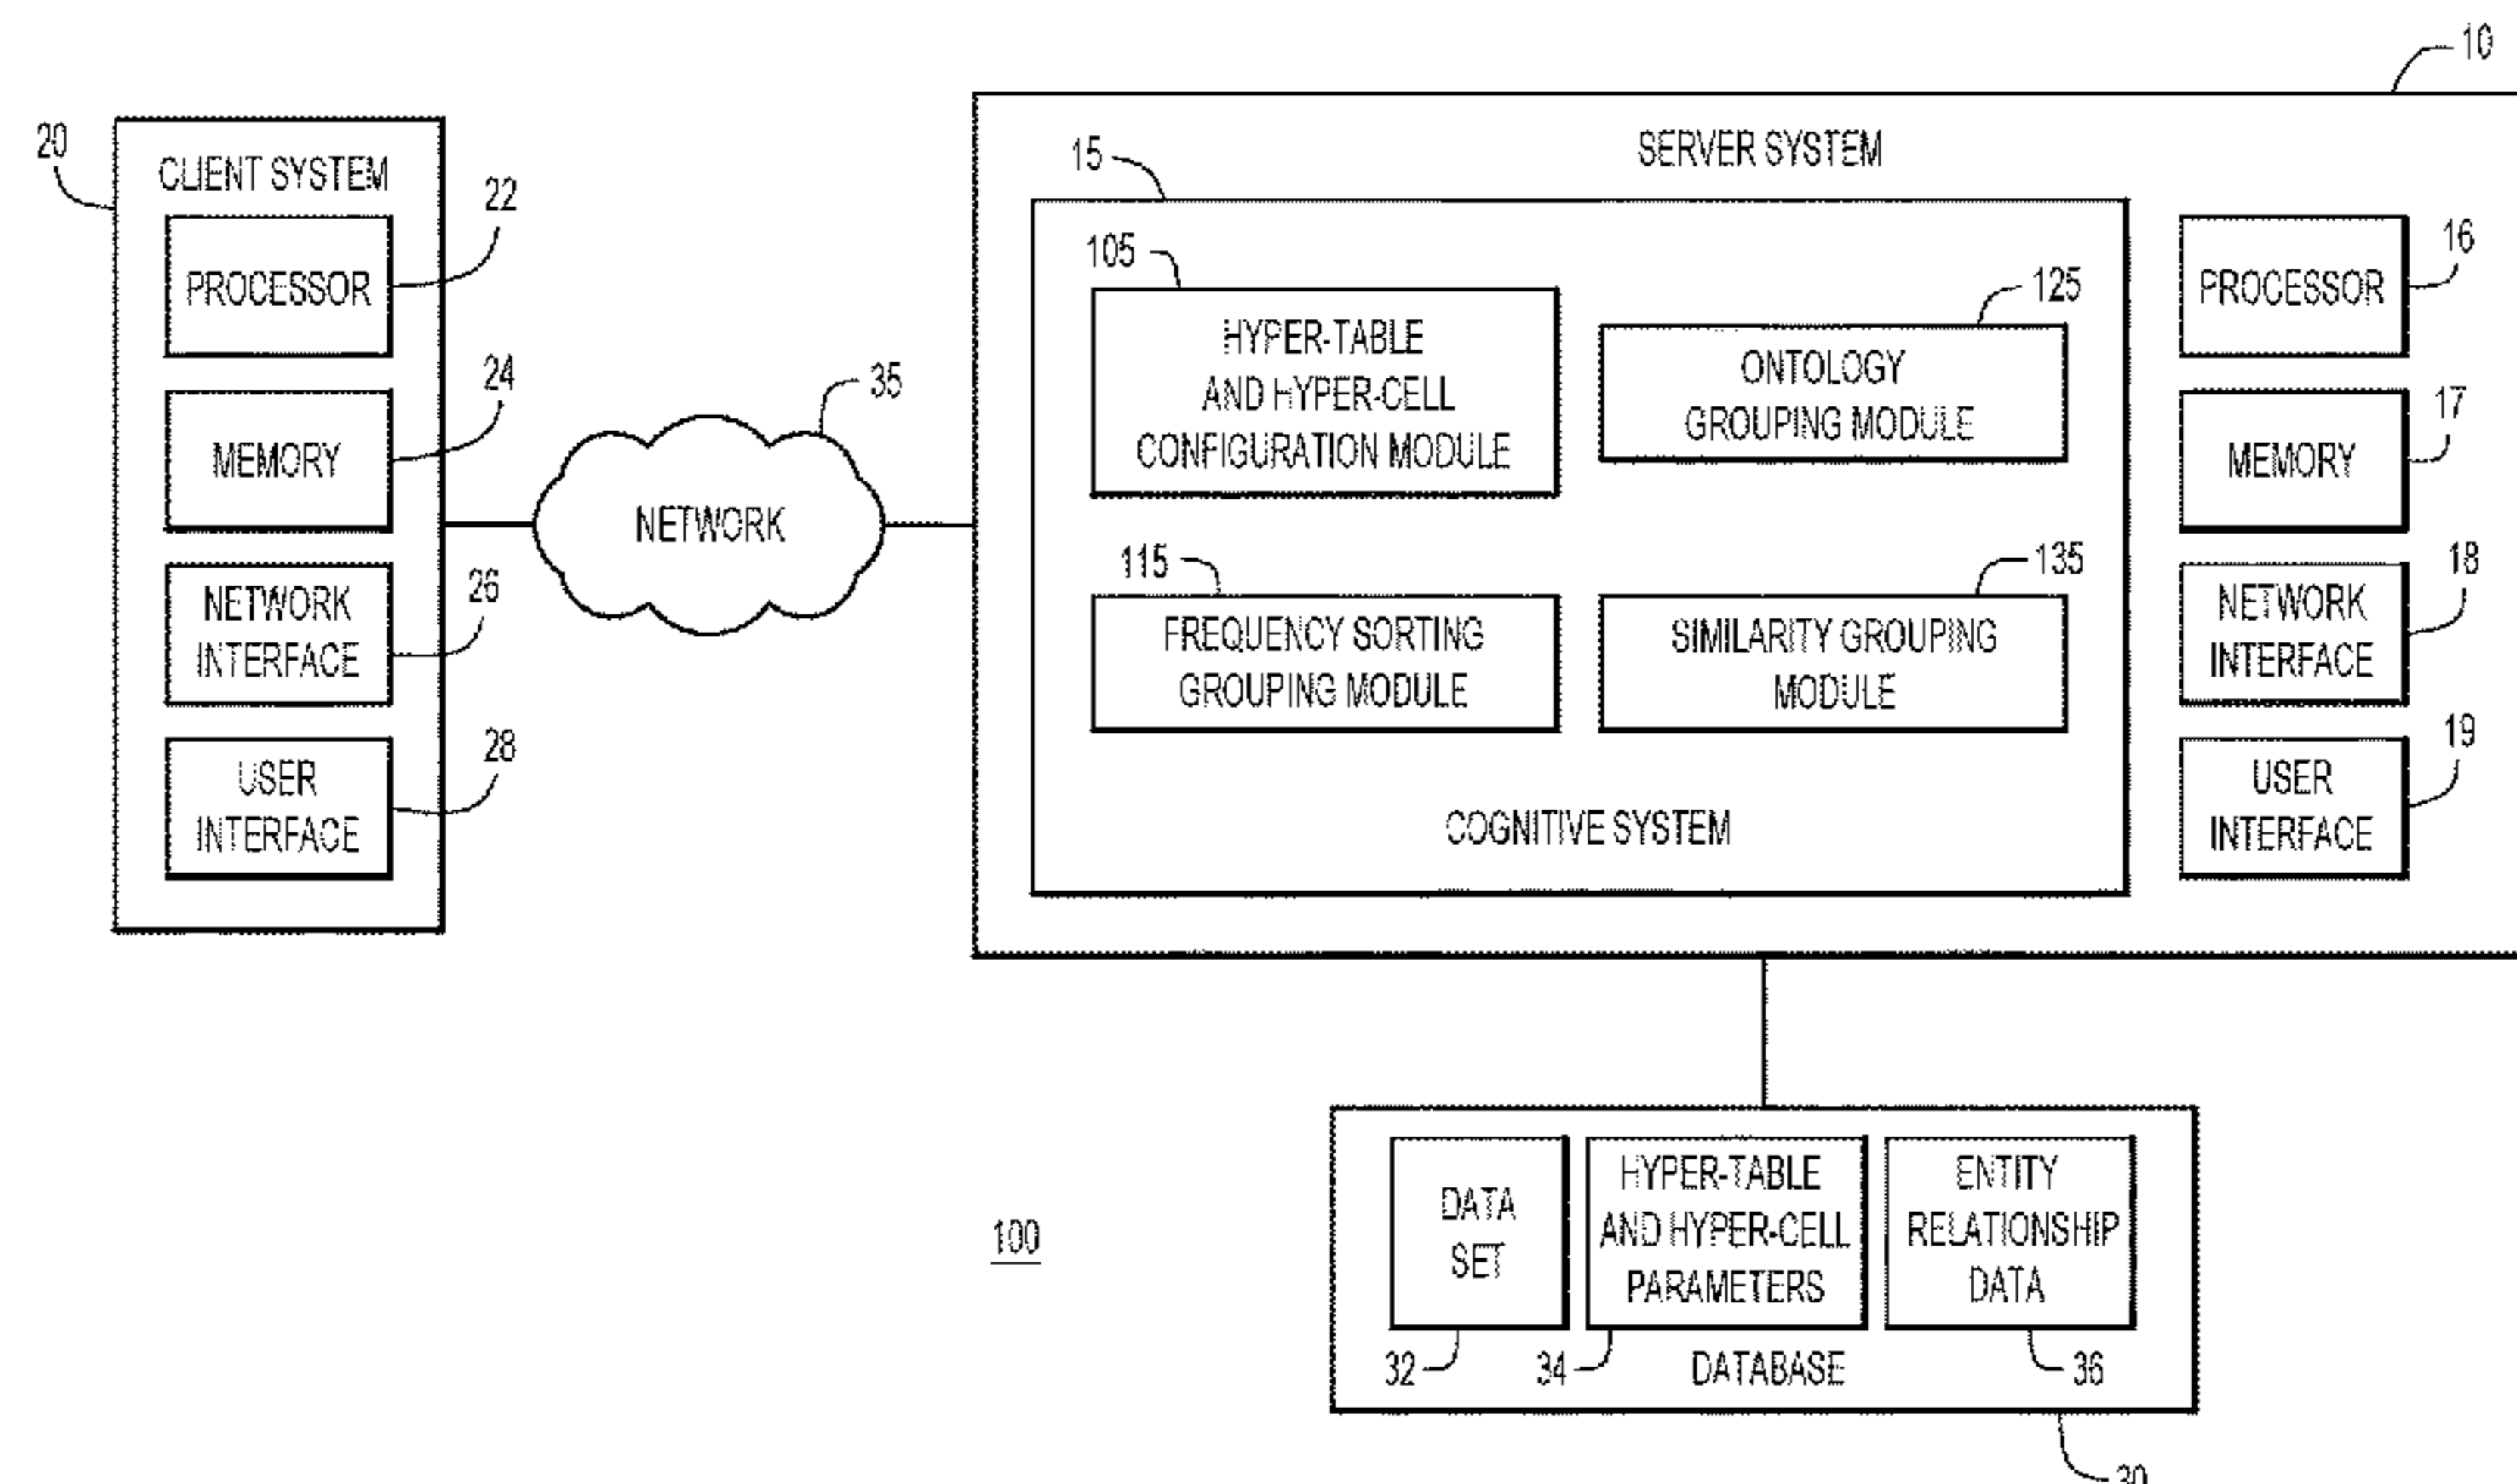 10
20
CLIENT SYSTEM
PROCESSOR
22
MEMORY
24
NETWORK
INTERFACE
26
USER
INTERFACE
28
NETWORK
35
SERVER SYSTEM
15
105
HYPER-TABLE
AND HYPER-CELL
CONFIGURATION MODULE
125
ONTOLOGY
GROUPING MODULE
115
FREQUENCY SORTING
GROUPING MODULE
135
SIMILARITY GROUPING
MODULE
COGNITIVE SYSTEM
PROCESSOR
16
MEMORY
17
NETWORK
INTERFACE
18
USER
INTERFACE
19
100
DATA
SET
32
HYPER-TABLE
AND HYPER-CELL
PARAMETERS
34
ENTITY
RELATIONSHIP
DATA
36
DATABASE
30